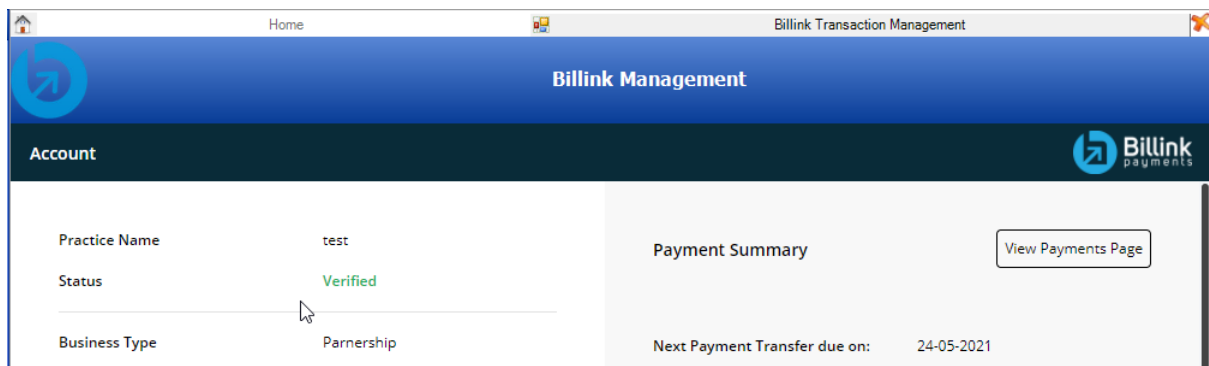 Home
Billink Transaction Management
Billink Management
Account
Billink
payments
Practice Name test
Status Verified
Business Type Parnership
Payment Summary
View Payments Page
Next Payment Transfer due on: 24-05-2021